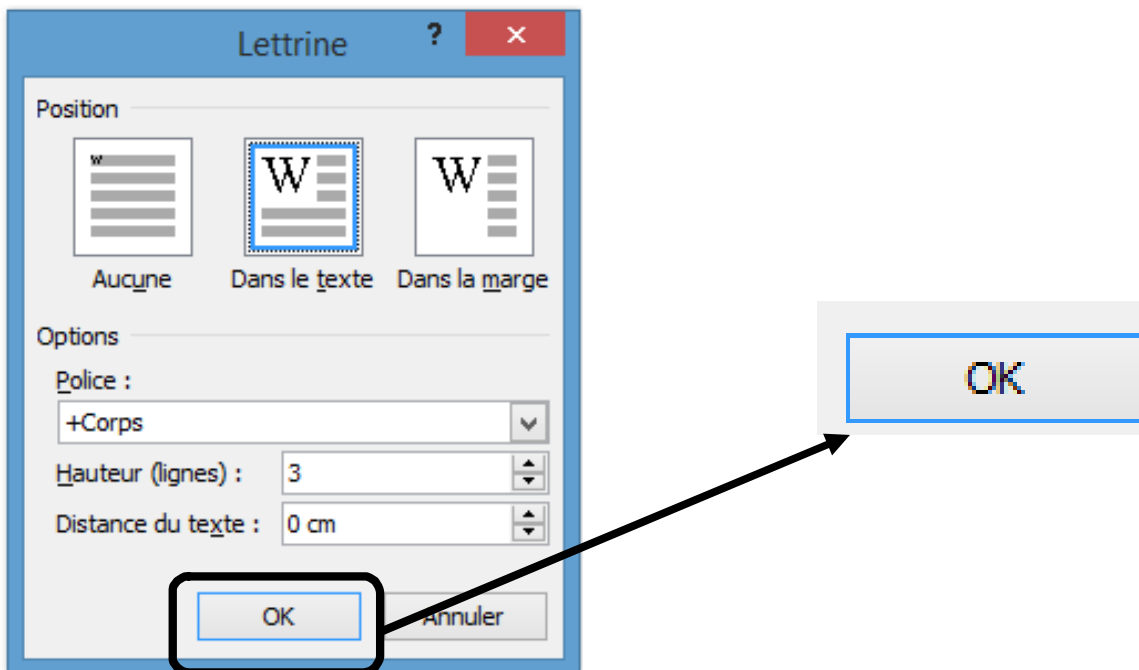 Lettrine ?
Position
W W W
Aucune Dans le texte Dans la marge
Options
Police :
+Corps
Hauteur (lignes) : 3
Distance du texte : 0 cm
OK Annuler
OK